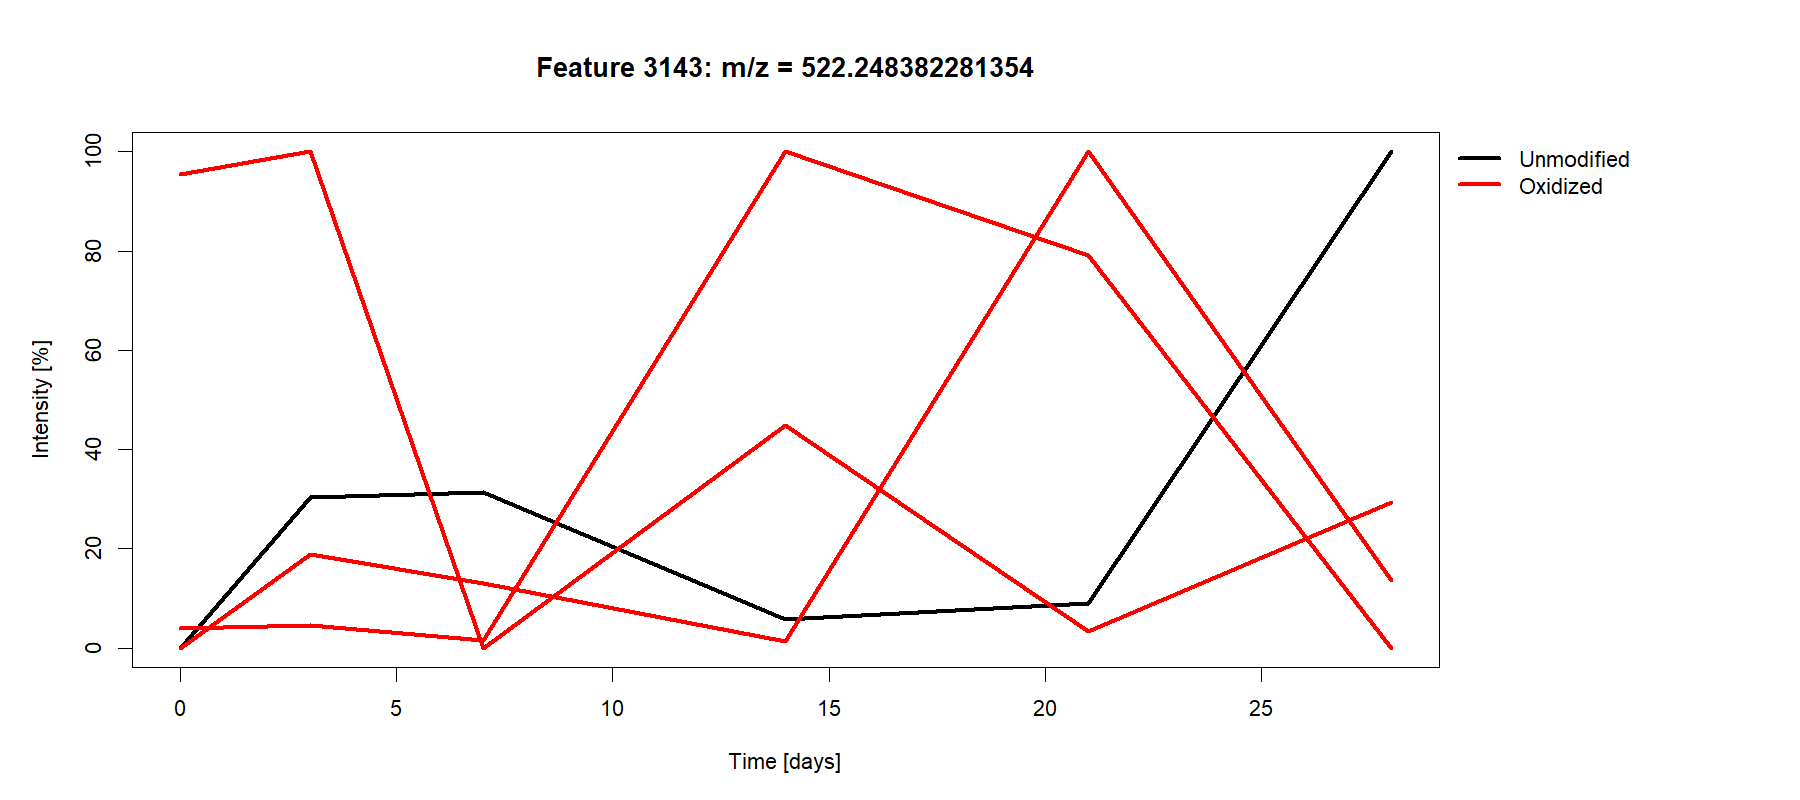 Feature 3143: m/z = 522.248382281354
Unmodified
Oxidized
Intensity [%]
100
80
60
40
20
0
0 5 10 15 20 25
Time [days]